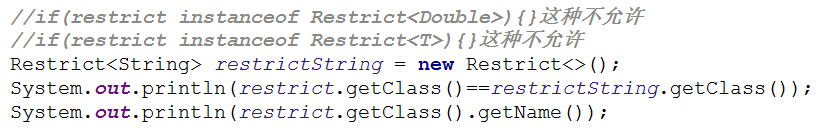 //if(restrict instanceof Restrict<Double>){}这种不允许
//if(restrict instanceof Restrict<T>){}这种不允许
Restrict<String> restrictString = new Restrict<>();
System.out.println(restrict.getClass()==restrictString.getClass());
System.out.println(restrict.getClass().getName());